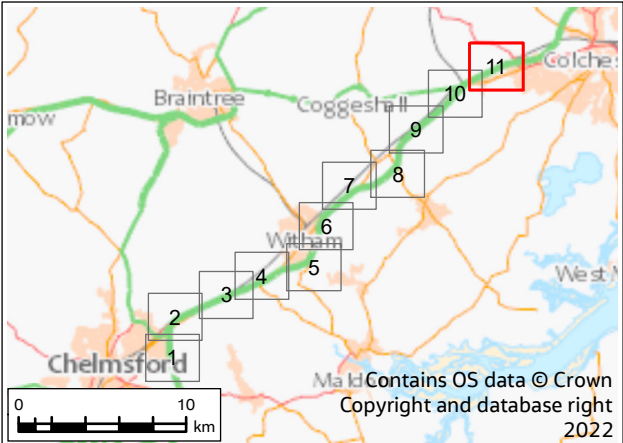 11
Colches
10
Braintree
Coggeshall
mow
9
8
7
6
Witham
5
4
3
West M
2
Chelmsford
1
Mald
Contains OS data © Crown
Copyright and database right
2022
0 10
km